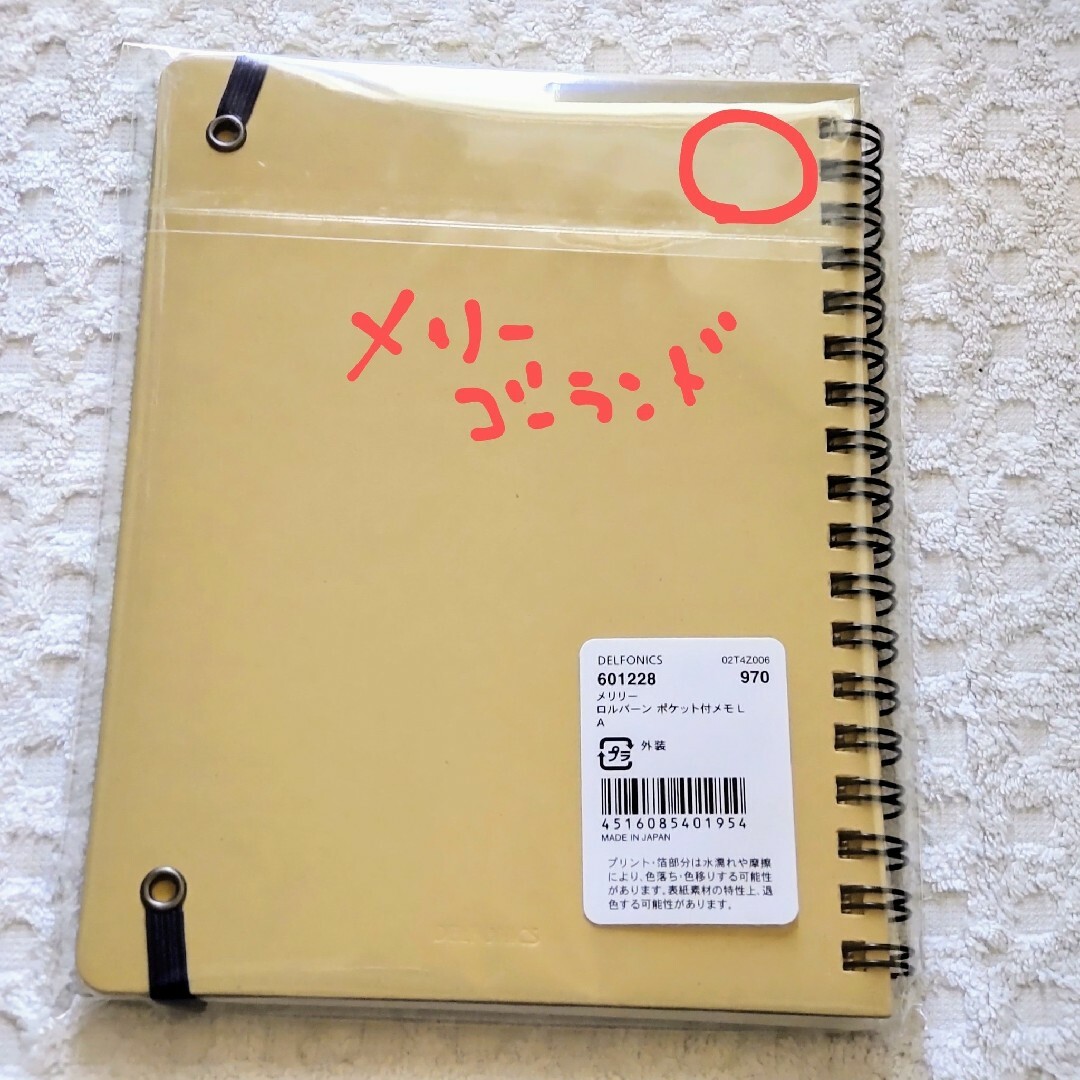 メリー
ゴーランド
DELFONICS 02T4Z006
601228 970
メリリー
ロルバーン ポケット付メモ L
A
プラ 外装
4516085401954
MADE IN JAPAN
プリント・箔部分は水濡れや摩擦
により、色落ち・色移りする可能性
があります。表紙素材の特性上、退
色する可能性があります。
DELFONICS